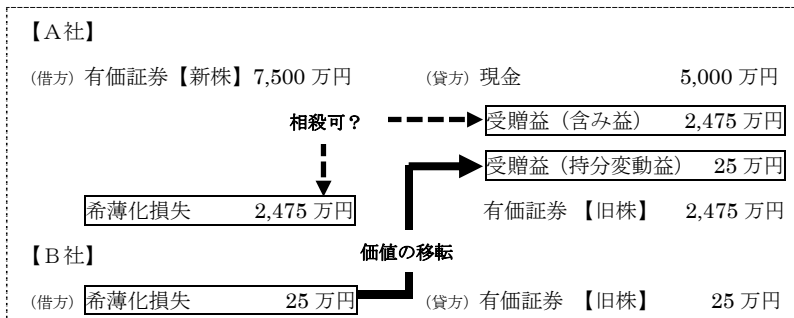 【A社】
(借方) 有価証券【新株】7,500 万円 (貸方) 現金 5,000 万円
相殺可？ 受贈益（含み益） 2,475 万円
受贈益（持分変動益） 25 万円
希薄化損失 2,475 万円 有価証券 【旧株】 2,475 万円
【B社】 価値の移転
(借方) 希薄化損失 25 万円 (貸方) 有価証券 【旧株】 25 万円